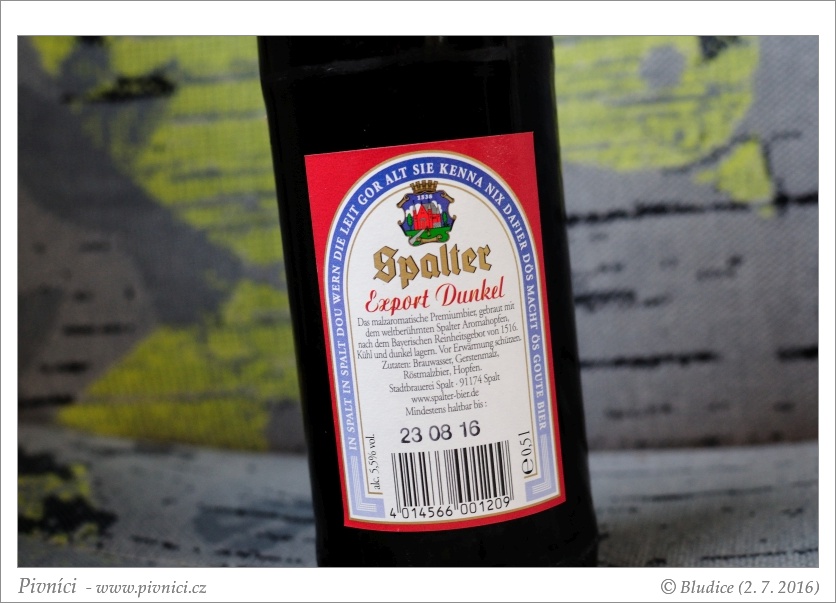 IN SPALT IN SPALT DOU WERN DIE LEIT GOR ALT SIE KENNA NIX DAFIER DÖS MACHT ÖS GOUTE BIER
1538
Spalter
Export Dunkel
Das malzaromatische Premiumbier, gebraut mit
dem weltberühmten Spalter Aromahopfen,
nach dem Bayerischen Reinheitsgebot von 1516.
Kühl und dunkel lagern. Vor Erwärmung schützen.
Zutaten: Brauwasser, Gerstenmalz,
Röstmalzbier, Hopfen.
Stadtbrauerei Spalt · 91174 Spalt
www.spalter-bier.de
Mindestens haltbar bis :
23 08 16
alc. 5,5% vol.
e 0,5 l
4 014566 001209
Pivníci - www.pivnici.cz
© Bludice (2. 7. 2016)